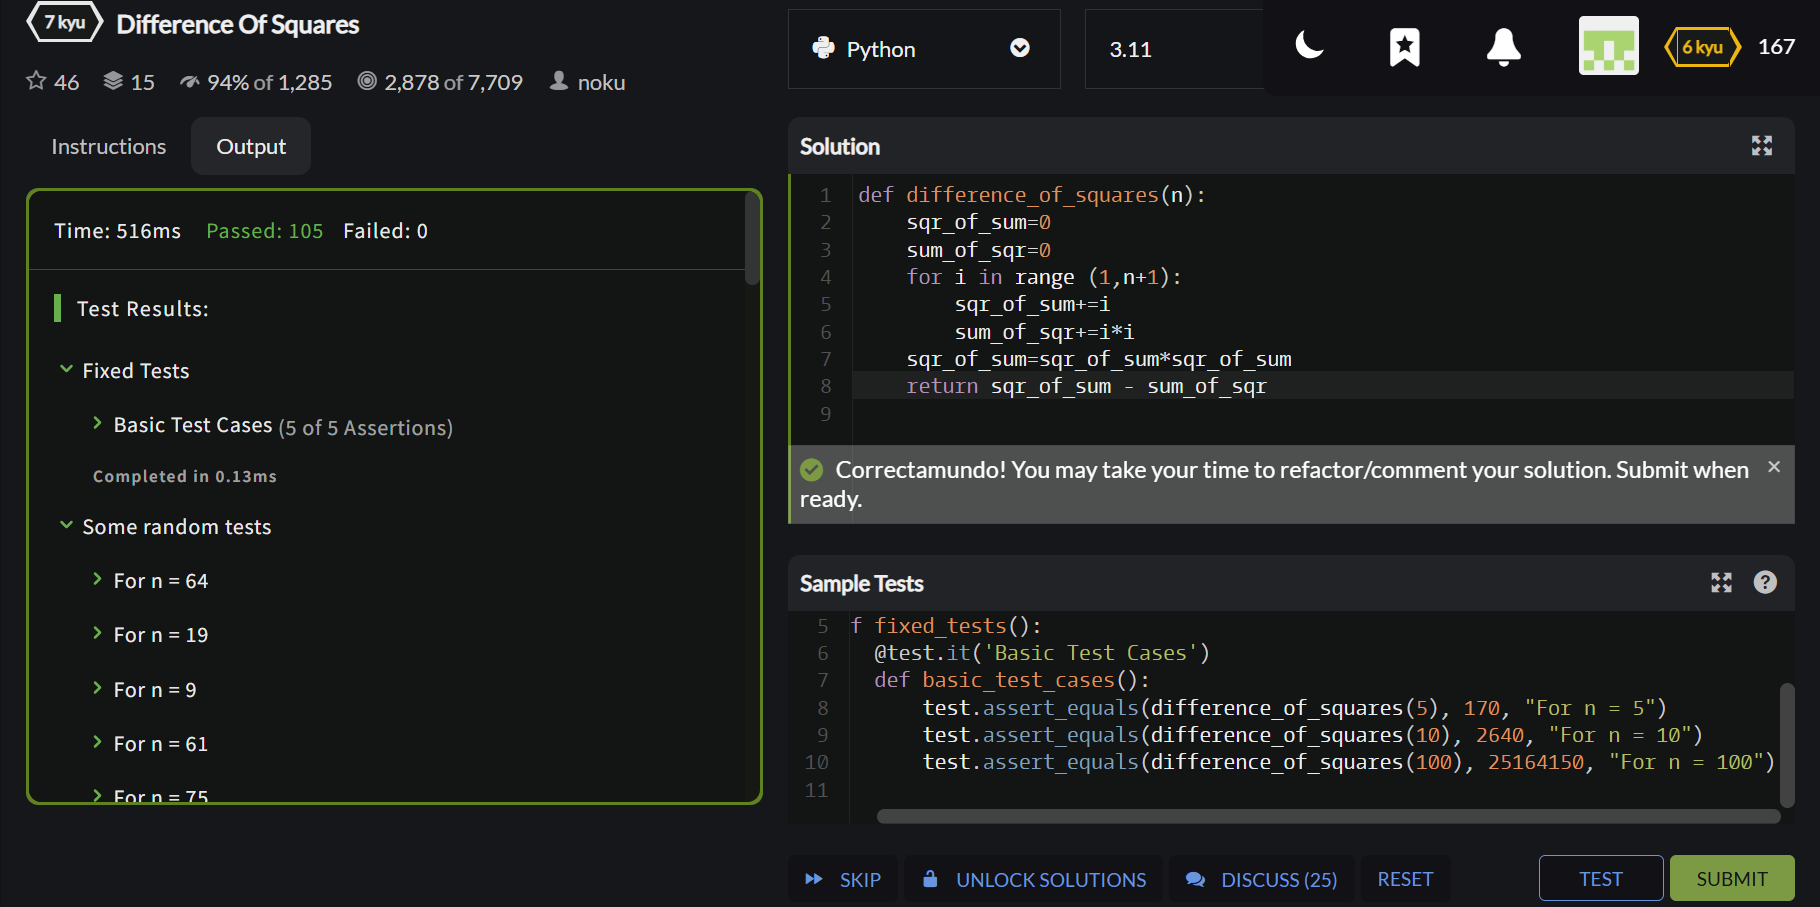 7 kyu
Difference Of Squares
46 15 94% of 1,285 2,878 of 7,709 noku
Python
3.11
6 kyu
167
Instructions
Output
Time: 516ms Passed: 105 Failed: 0
Test Results:
Fixed Tests
Basic Test Cases (5 of 5 Assertions)
Completed in 0.13ms
Some random tests
For n = 64
For n = 19
For n = 9
For n = 61
For n = 75
Solution
1 def difference_of_squares(n):
2 sqr_of_sum=0
3 sum_of_sqr=0
4 for i in range (1,n+1):
5 sqr_of_sum+=i
6 sum_of_sqr+=i*i
7 sqr_of_sum=sqr_of_sum*sqr_of_sum
8 return sqr_of_sum - sum_of_sqr
9
Correctamundo! You may take your time to refactor/comment your solution. Submit when
ready.
Sample Tests
5 f fixed_tests():
6 @test.it('Basic Test Cases')
7 def basic_test_cases():
8 test.assert_equals(difference_of_squares(5), 170, "For n = 5")
9 test.assert_equals(difference_of_squares(10), 2640, "For n = 10")
10 test.assert_equals(difference_of_squares(100), 25164150, "For n = 100")
11
SKIP
UNLOCK SOLUTIONS
DISCUSS (25)
RESET
TEST
SUBMIT